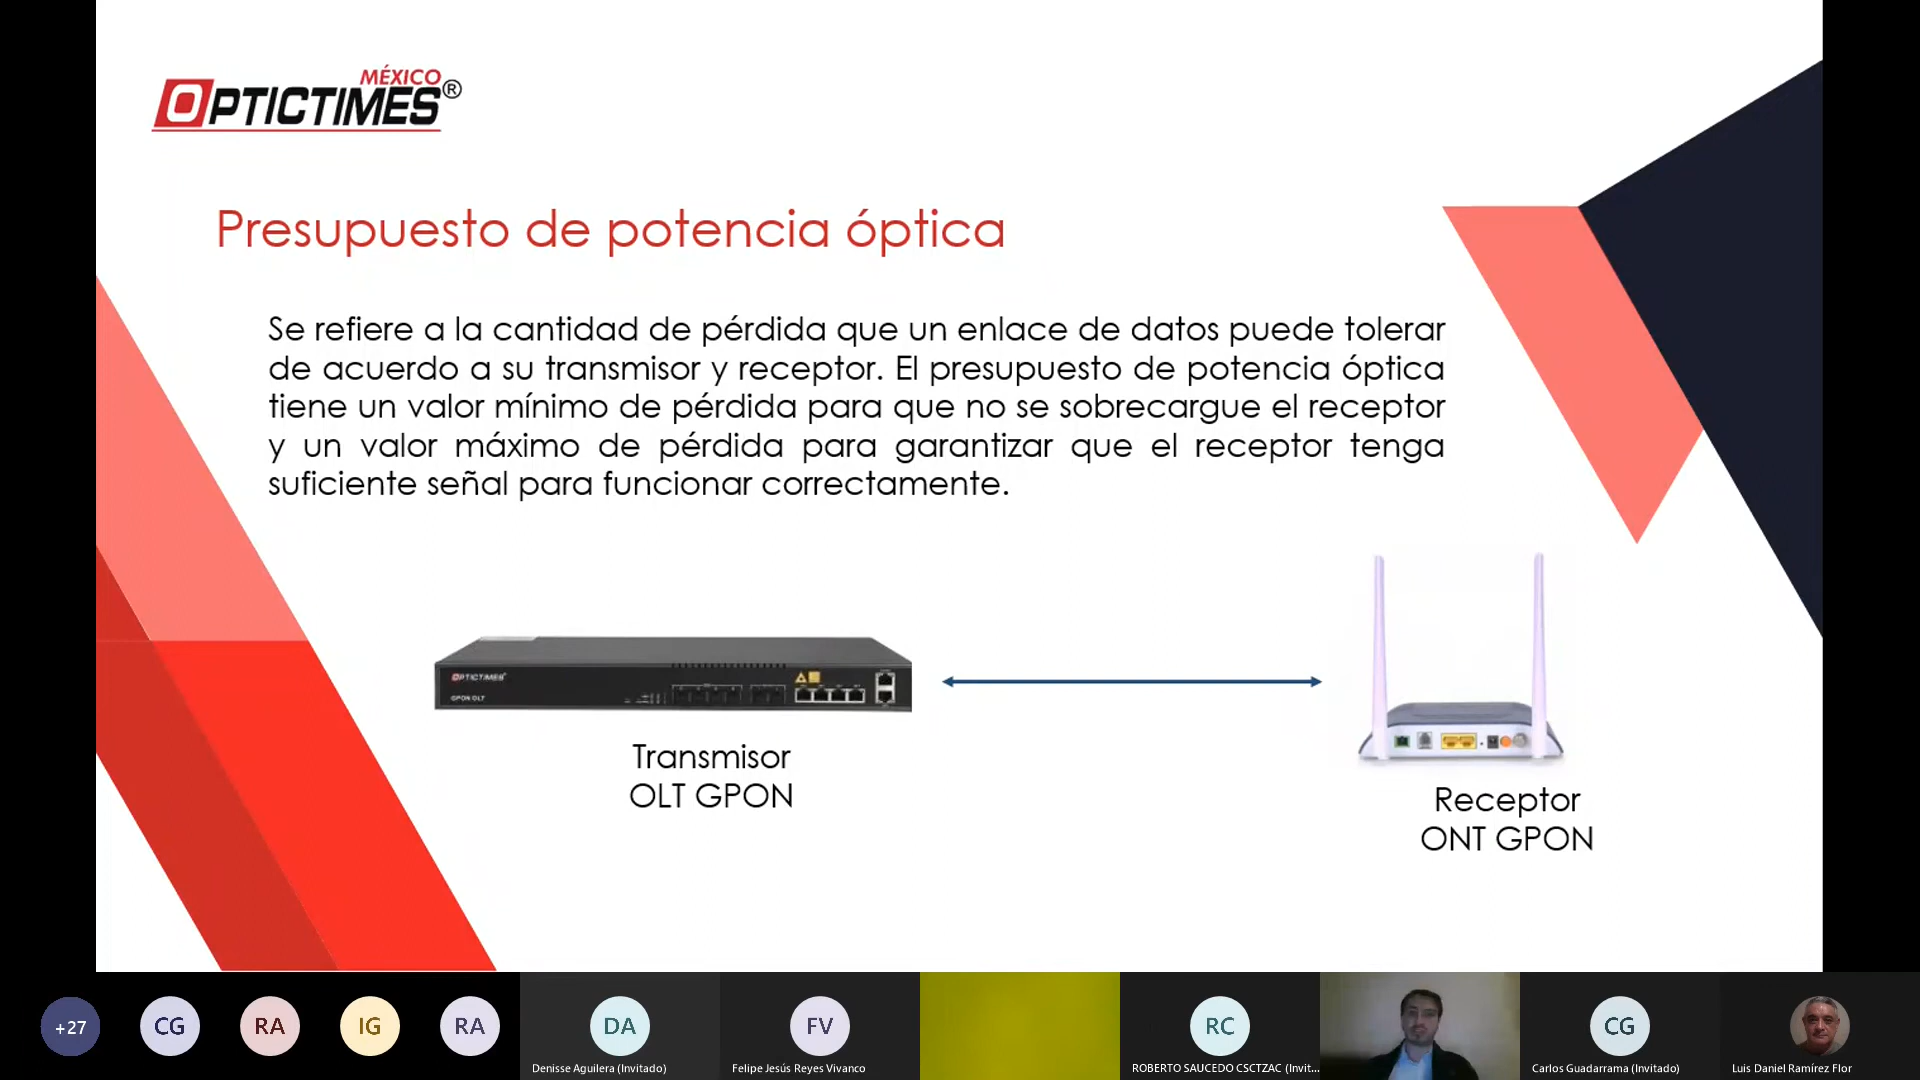 MÉXICO
OPTICTIMES®
Presupuesto de potencia óptica
Se refiere a la cantidad de pérdida que un enlace de datos puede tolerar
de acuerdo a su transmisor y receptor. El presupuesto de potencia óptica
tiene un valor mínimo de pérdida para que no se sobrecargue el receptor
y un valor máximo de pérdida para garantizar que el receptor tenga
suficiente señal para funcionar correctamente.
OPTICTIMES
GPON OLT
Transmisor
OLT GPON
Receptor
ONT GPON
+27
CG
RA
IG
RA
DA
FV
RC
CG
Denisse Aguilera (Invitado)
Felipe Jesús Reyes Vivanco
ROBERTO SAUCEDO CSCTZAC (Invit...
Carlos Guadarrama (Invitado)
Luis Daniel Ramírez Flor